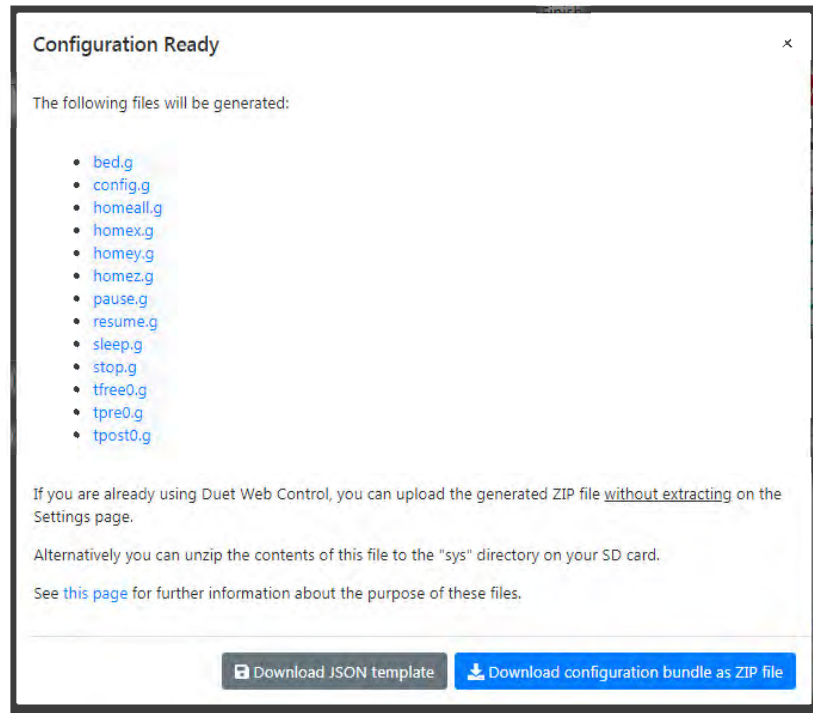 Finish
Configuration Ready
×
The following files will be generated:
bed.g
config.g
homeall.g
homex.g
homey.g
homez.g
pause.g
resume.g
sleep.g
stop.g
tfree0.g
tpre0.g
tpost0.g
If you are already using Duet Web Control, you can upload the generated ZIP file without extracting on the
Settings page.
Alternatively you can unzip the contents of this file to the "sys" directory on your SD card.
See this page for further information about the purpose of these files.
Download JSON template
Download configuration bundle as ZIP file